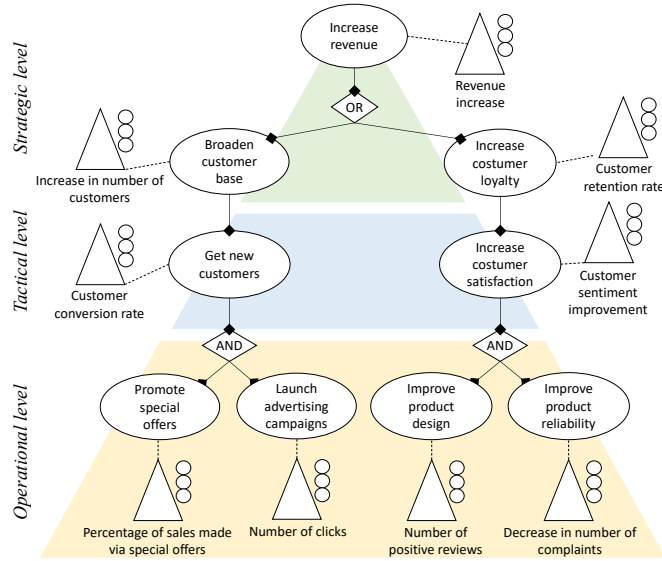 Strategic level
Increase
revenue
Revenue
increase
OR
Broaden
customer
base
Increase in number of
customers
Increase
costumer
loyalty
Customer
retention rate
Tactical level
Get new
customers
Customer
conversion rate
Increase
costumer
satisfaction
Customer
sentiment
improvement
AND
AND
Operational level
Promote
special
offers
Launch
advertising
campaigns
Improve
product
design
Improve
product
reliability
Percentage of sales made
via special offers
Number of clicks
Number of
positive reviews
Decrease in number of
complaints